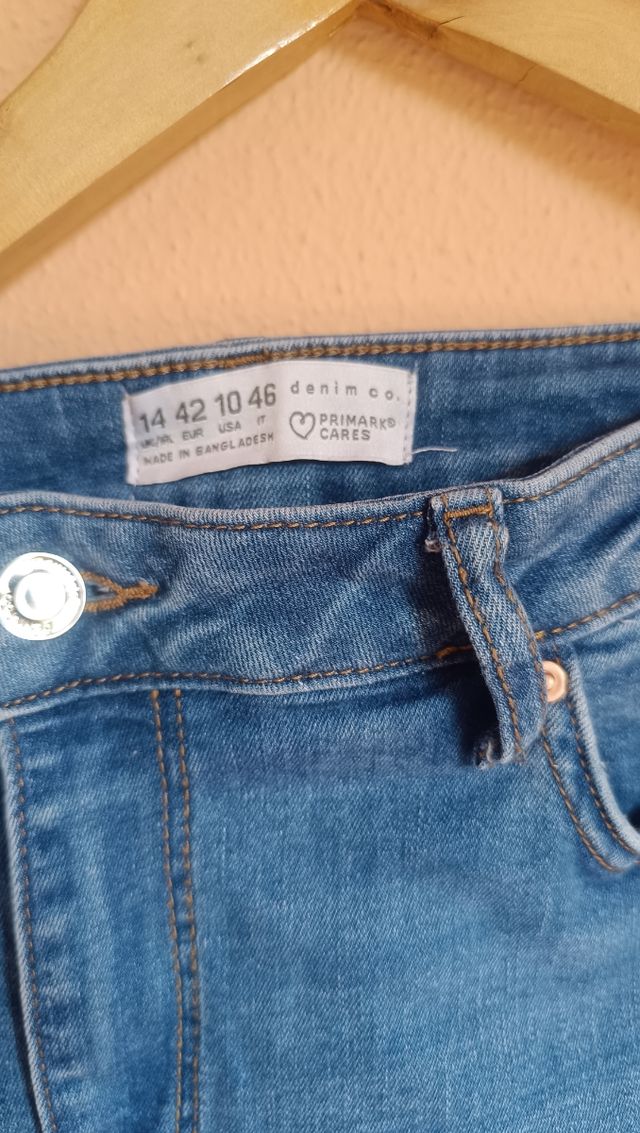 14 42 10 46
UK/IRL EUR USA IT
MADE IN BANGLADESH
denim co.
PRIMARK®
CARES